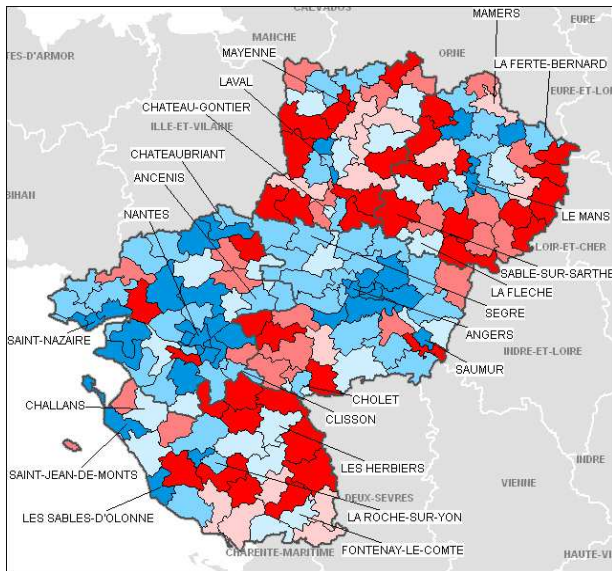 CALVADOS
MAMERS
EURE
MANCHE
ORNE
TES-D'ARMOR
MAYENNE
LA FERTE-BERNARD
LAVAL
EURE-ET-LOI
CHATEAU-GONTIER
ILLE-ET-VILAINE
CHATEAUBRIANT
ANCENIS
BIHAN
NANTES
LE MANS
LOIR-ET-CHER
SABLE-SUR-SARTHE
LA FLECHE
SEGRE
SAINT-NAZAIRE
ANGERS
INDRE-ET-LOIRE
SAUMUR
CHOLET
CHALLANS
CLISSON
SAINT-JEAN-DE-MONTS
LES HERBIERS
INDRE
VIENNE
DEUX-SEVRES
LES SABLES-D'OLONNE
LA ROCHE-SUR-YON
FONTENAY-LE-COMTE
CHARENTE-MARITIME
HAUTE-VI